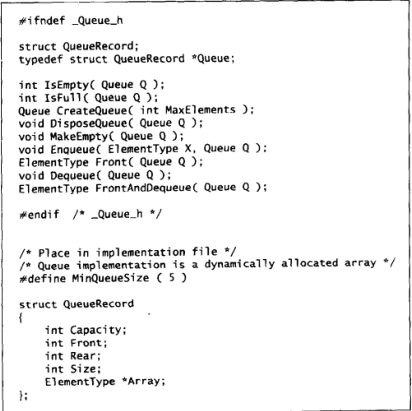 #ifndef _Queue_h
struct QueueRecord;
typedef struct QueueRecord *Queue;
int IsEmpty( Queue Q );
int IsFull( Queue Q );
Queue CreateQueue( int MaxElements );
void DisposeQueue( Queue Q );
void MakeEmpty( Queue Q );
void Enqueue( ElementType X, Queue Q );
ElementType Front( Queue Q );
void Dequeue( Queue Q );
ElementType FrontAndDequeue( Queue Q );
#endif /* _Queue_h */
/* Place in implementation file */
/* Queue implementation is a dynamically allocated array */
#define MinQueueSize ( 5 )
struct QueueRecord
{
int Capacity;
int Front;
int Rear;
int Size;
ElementType *Array;
};